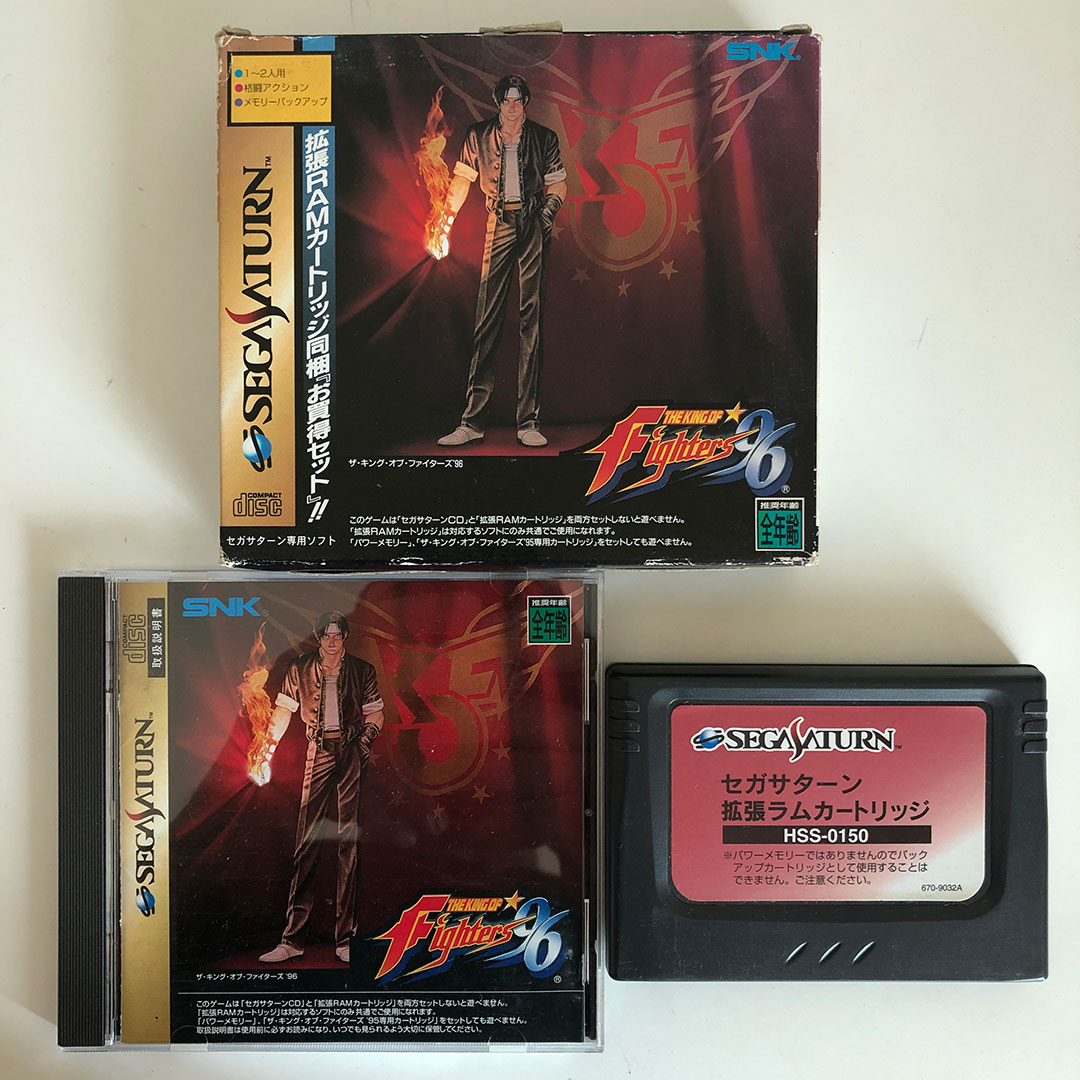 ●1〜2人用
●格闘アクション
●メモリーバックアップ
SNK®
SEGA SATURN™
拡張RAMカートリッジ同梱『お買得セット』!!
COMPACT
disc
セガサターン専用ソフト
THE KING OF
Fighters '96
®
ザ・キング・オブ・ファイターズ'96
推奨年齢
全年齢
このゲームは「セガサターンCD」と「拡張RAMカートリッジ」を両方セットしないと遊べません。
「拡張RAMカートリッジ」は対応するソフトにのみ共通でご使用になれます。
「パワーメモリー」、「ザ・キング・オブ・ファイターズ'95専用カートリッジ」をセットしても遊べません。
COMPACT
disc
取扱説明書
SNK
推奨年齢
全年齢
SEGA SATURN™
THE KING OF
Fighters '96
®
ザ・キング・オブ・ファイターズ '96
このゲームは「セガサターンCD」と「拡張RAMカートリッジ」を両方セットしないと遊べません。
「拡張RAMカートリッジ」は対応するソフトにのみ共通でご使用になれます。
「パワーメモリー」、「ザ・キング・オブ・ファイターズ '95専用カートリッジ」をセットしても遊べません。
取扱説明書は使用前に必ずお読みになり、いつでも見られるよう大切に保管してください。
SEGA SATURN™
セガサターン
拡張ラムカートリッジ
HSS-0150
※パワーメモリーではありませんのでバック
アップカートリッジとして使用することは
できません。ご注意ください。
670-9032A